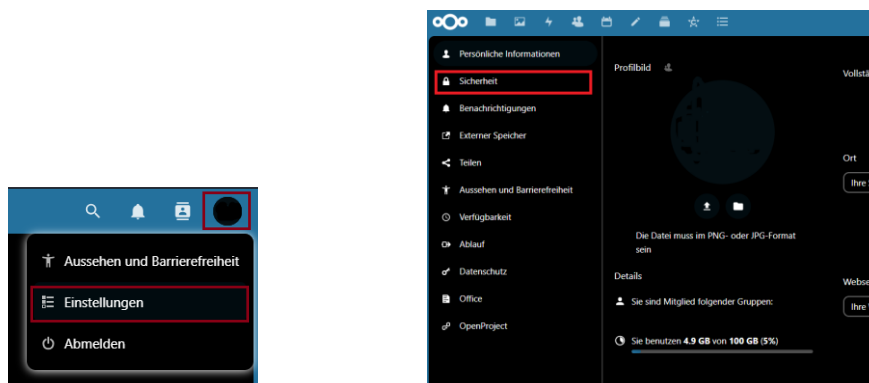 Aussehen und Barrierefreiheit
Einstellungen
Abmelden
Persönliche Informationen
Sicherheit
Benachrichtigungen
Externer Speicher
Teilen
Aussehen und Barrierefreiheit
Verfügbarkeit
Ablauf
Datenschutz
Office
OpenProject
Profilbild
Die Datei muss im PNG- oder JPG-Format
sein
Details
Sie sind Mitglied folgender Gruppen:
Sie benutzen 4.9 GB von 100 GB (5%)
Vollstä
Ort
Ihre
Webse
Ihre